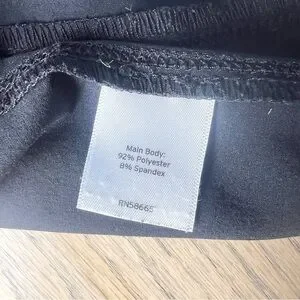 Main Body:
92% Polyester
8% Spandex
RN58665